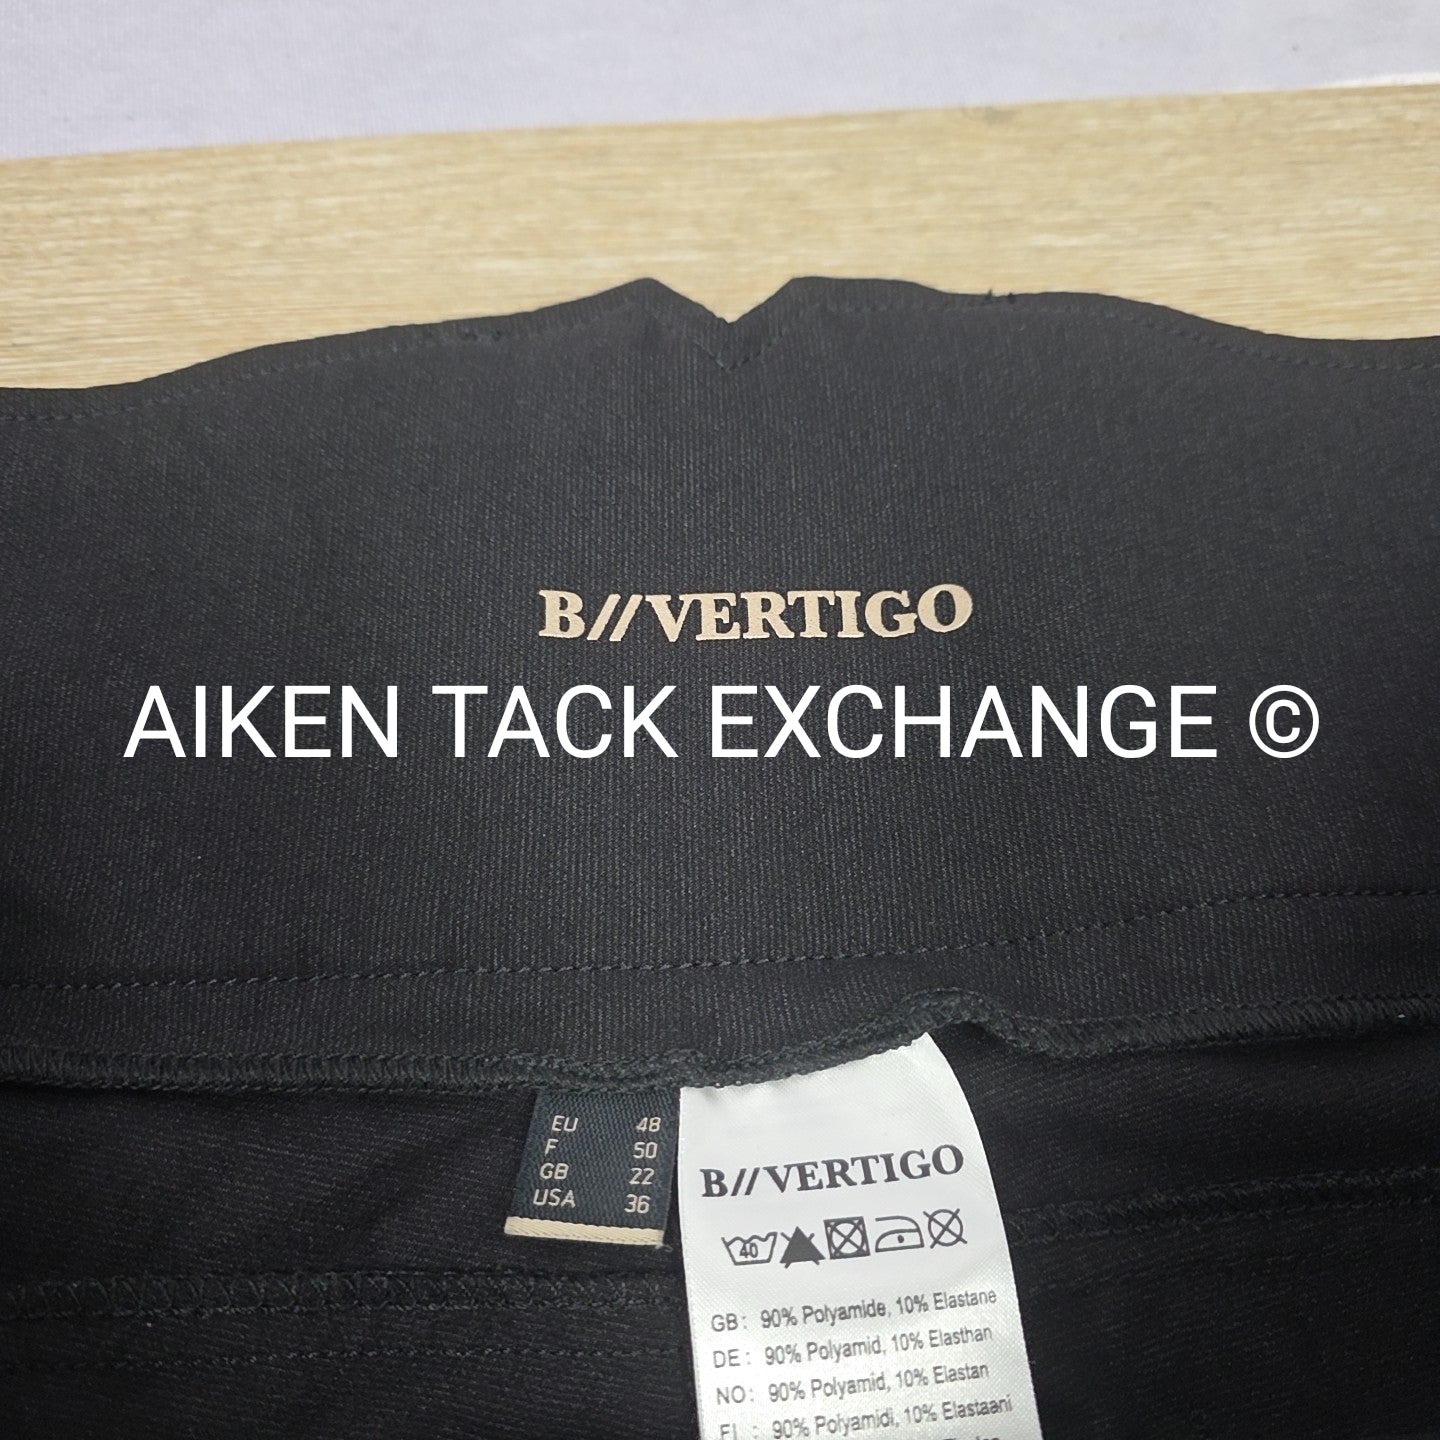 B//VERTIGO
AIKEN TACK EXCHANGE ©
EU 48
F 50
GB 22
USA 36
B//VERTIGO
40
GB: 90% Polyamide, 10% Elastane
DE: 90% Polyamid, 10% Elasthan
NO: 90% Polyamid, 10% Elastan
FI : 90% Polyamidi, 10% Elastaani